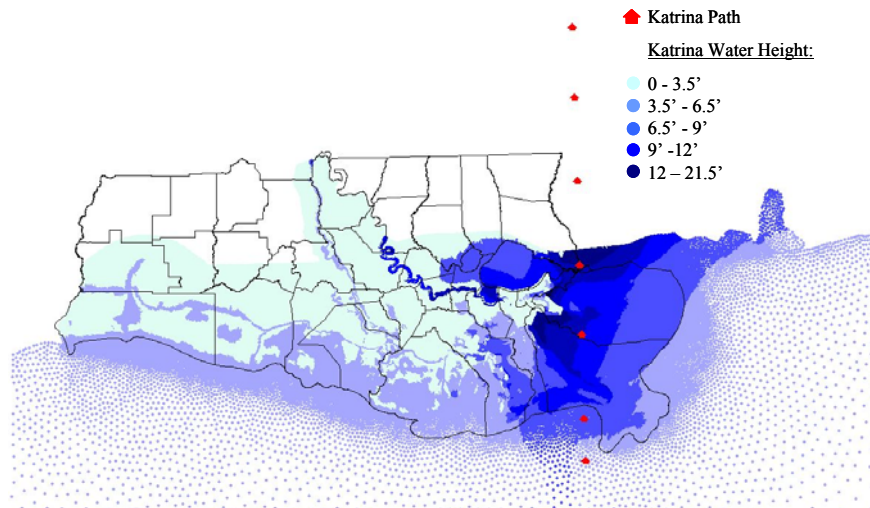 Katrina Path
Katrina Water Height:
0 - 3.5'
3.5' - 6.5'
6.5' - 9'
9' -12'
12 – 21.5'